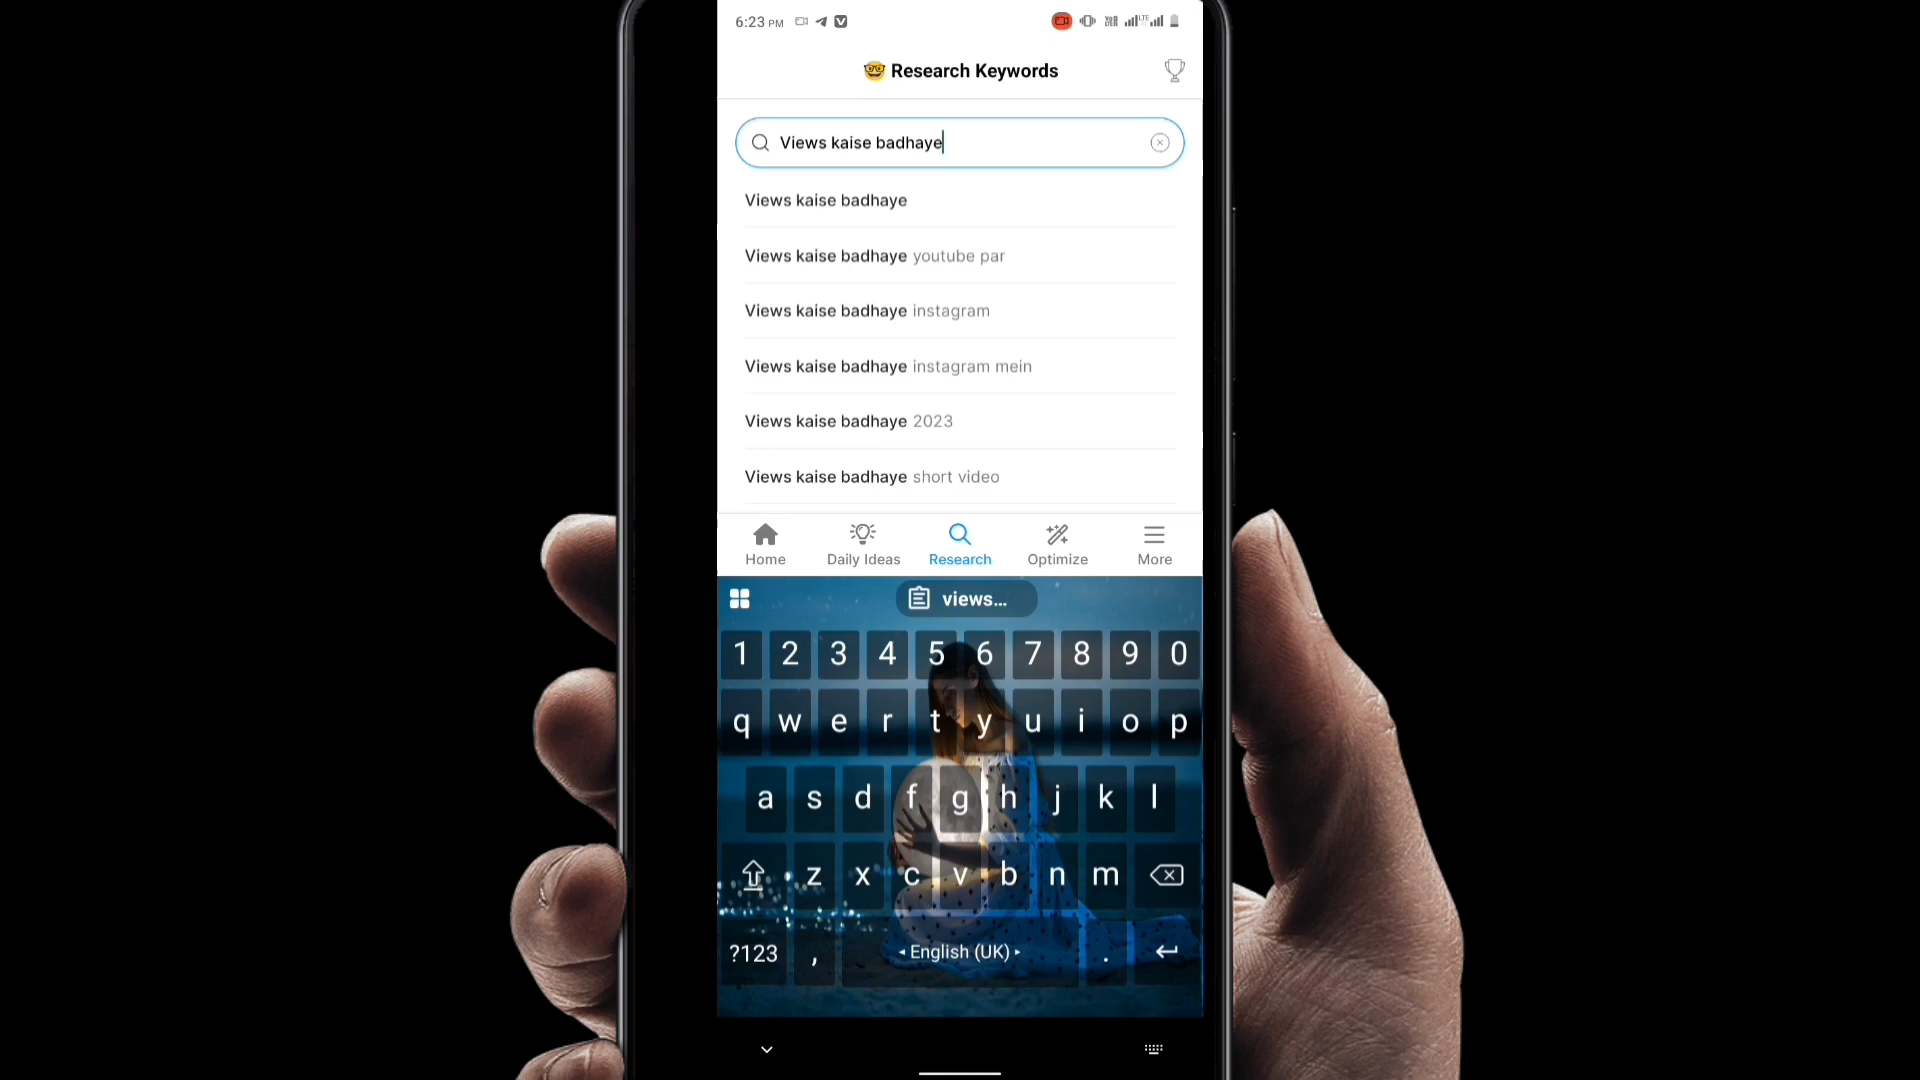 6:23 PM
LTE
Research Keywords
Views kaise badhaye
Views kaise badhaye
Views kaise badhaye youtube par
Views kaise badhaye instagram
Views kaise badhaye instagram mein
Views kaise badhaye 2023
Views kaise badhaye short video
Home Daily Ideas Research Optimize More
views...
1 2 3 4 5 6 7 8 9 0
q w e r t y u i o p
a s d f g h j k l
z x c v b n m
?123 , English (UK) .